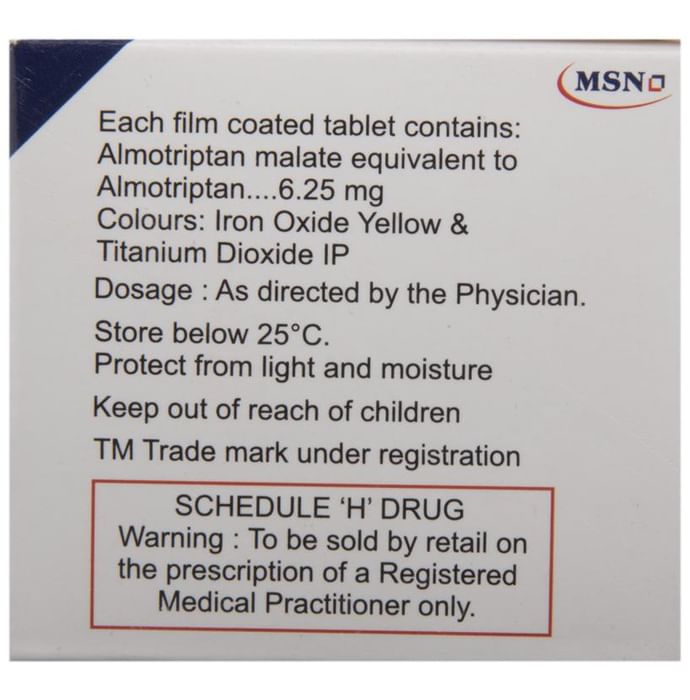 MSN
Each film coated tablet contains:
Almotriptan malate equivalent to
Almotriptan....6.25 mg
Colours: Iron Oxide Yellow &
Titanium Dioxide IP
Dosage : As directed by the Physician.
Store below 25°C.
Protect from light and moisture
Keep out of reach of children
TM Trade mark under registration
SCHEDULE ‘H’ DRUG
Warning : To be sold by retail on
the prescription of a Registered
Medical Practitioner only.